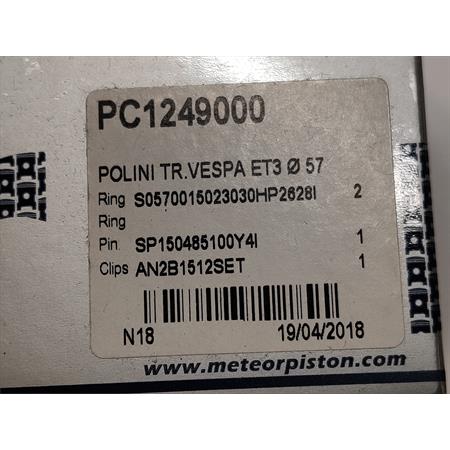 PC1249000
POLINI TR.VESPA ET3 Ø 57
Ring S0570015023030HP2628I 2
Ring
Pin SP150485100Y4I 1
Clips AN2B1512SET 1
N18 19/04/2018
www.meteorpiston.com